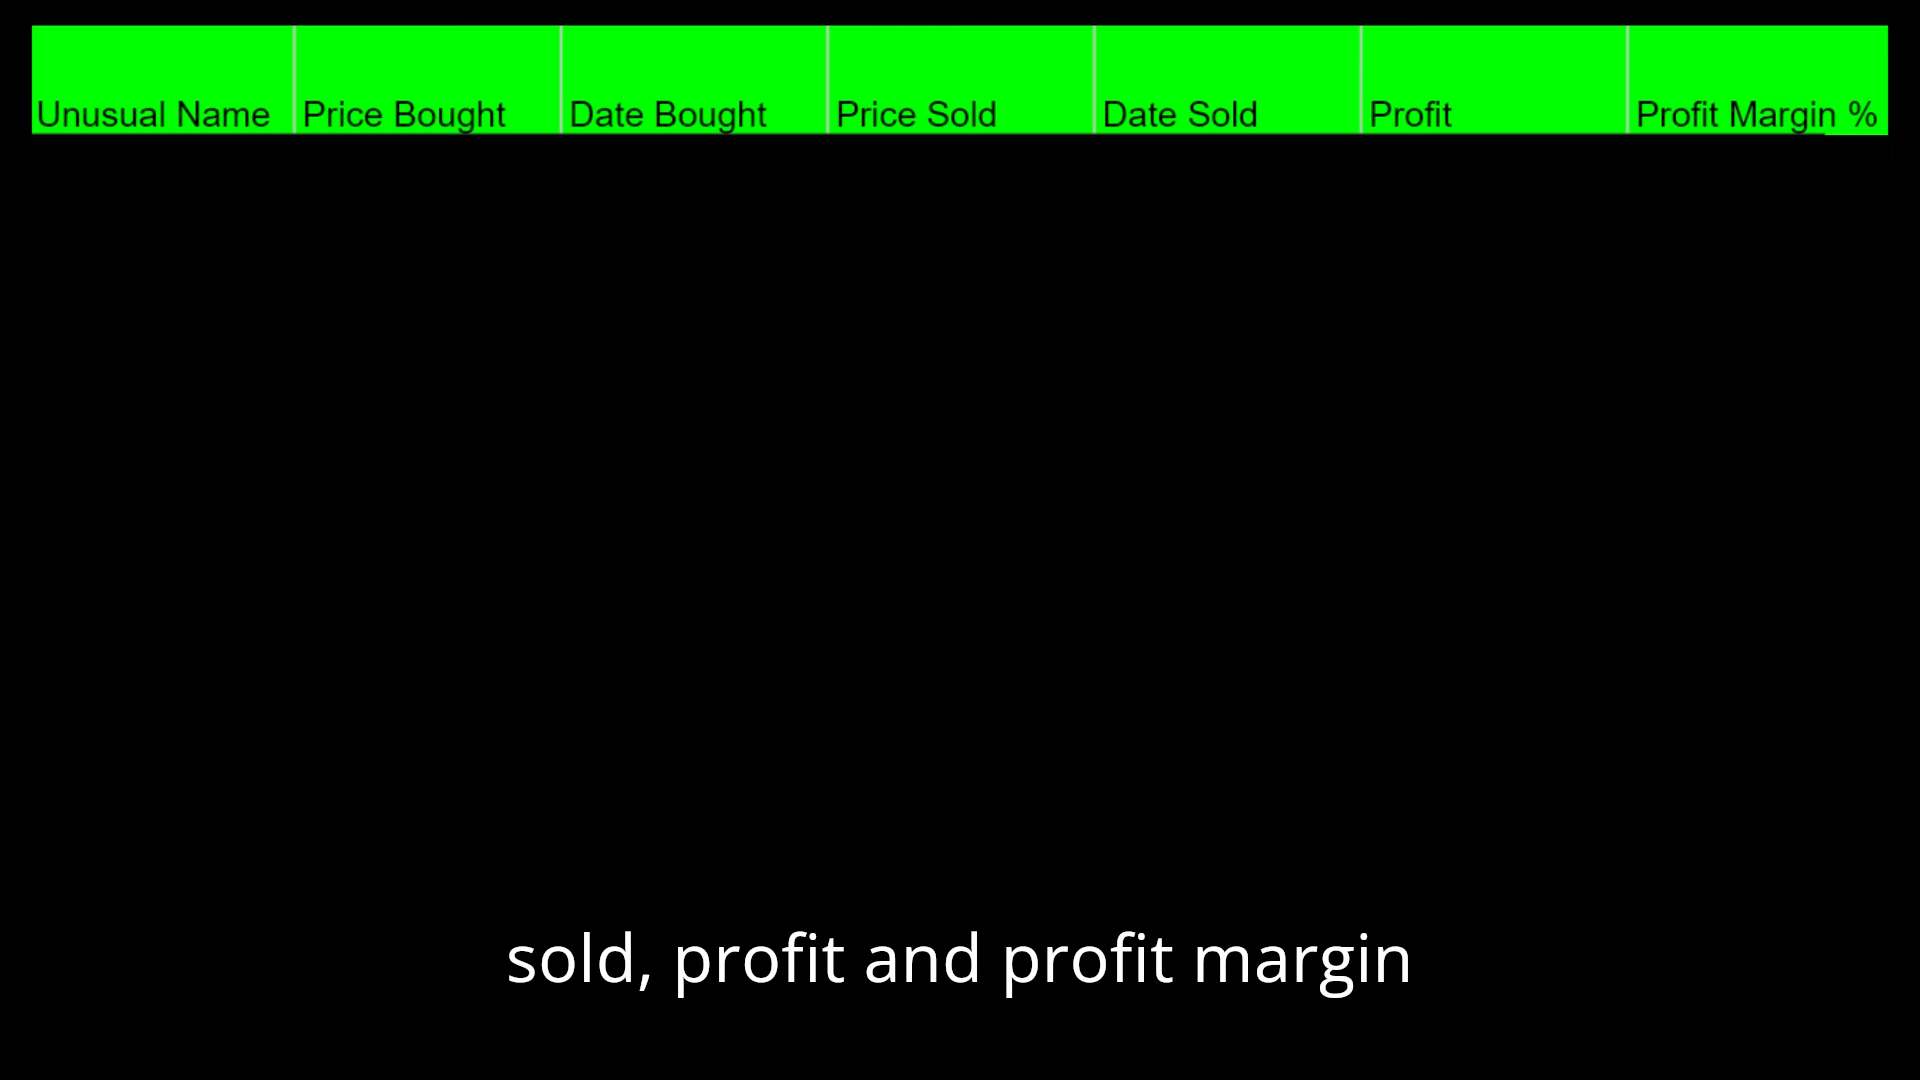 Unusual Name Price Bought Date Bought Price Sold Date Sold Profit Profit Margin %
sold, profit and profit margin